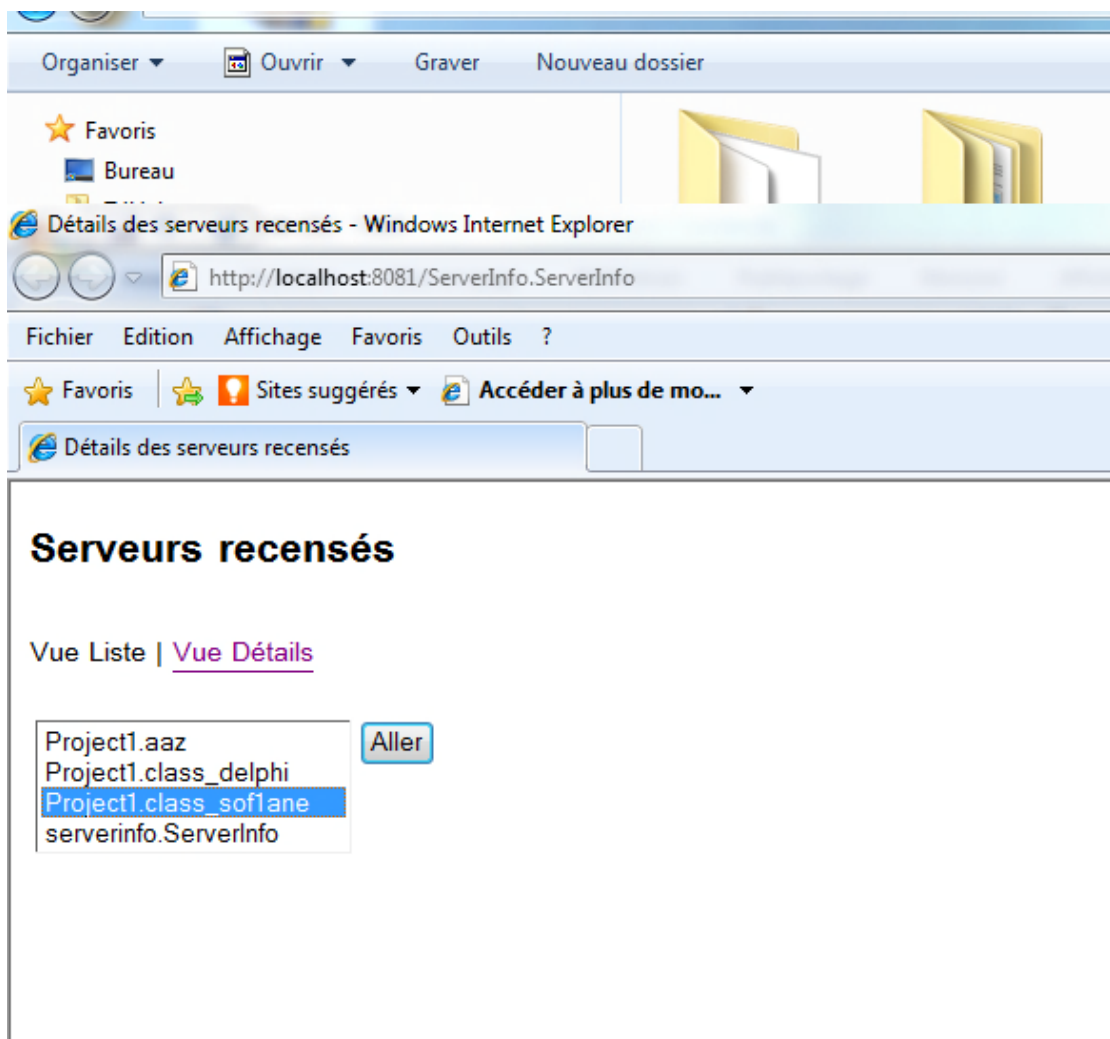 Organiser Ouvrir Graver Nouveau dossier
Favoris
Bureau
Détails des serveurs recensés - Windows Internet Explorer
http://localhost:8081/ServerInfo.ServerInfo
Fichier Edition Affichage Favoris Outils ?
Favoris Sites suggérés Accéder à plus de mo...
Détails des serveurs recensés
Serveurs recensés
Vue Liste | Vue Détails
Project1.aaz Aller
Project1.class_delphi
Project1.class_sof1ane
serverinfo.ServerInfo